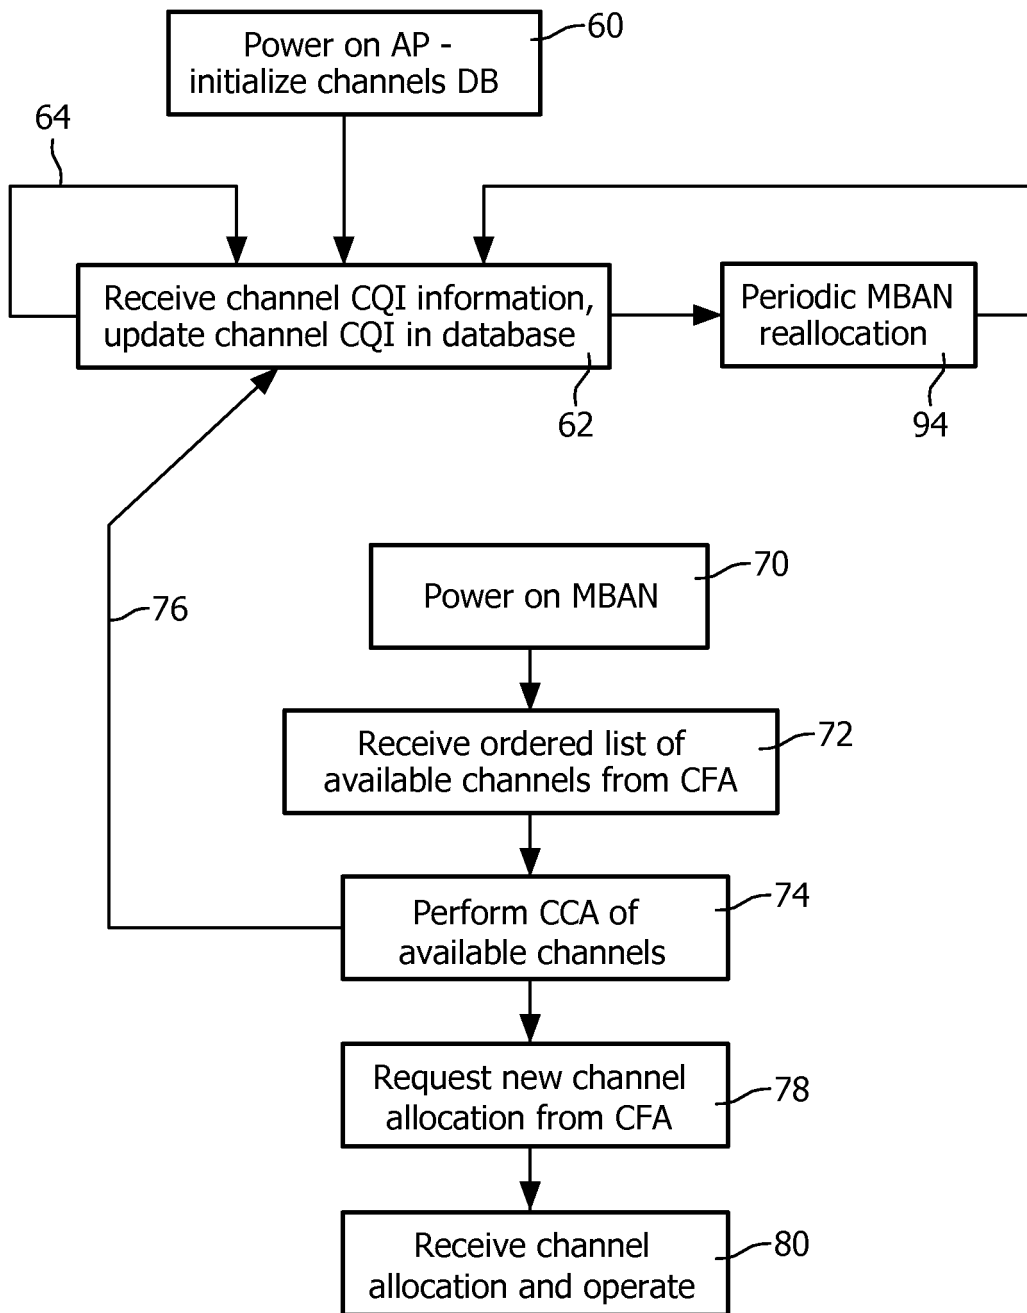 Power on AP -
initialize channels DB
60
64
Receive channel CQI information,
update channel CQI in database
62
Periodic MBAN
reallocation
94
Power on MBAN
70
76
Receive ordered list of
available channels from CFA
72
Perform CCA of
available channels
74
Request new channel
allocation from CFA
78
Receive channel
allocation and operate
80